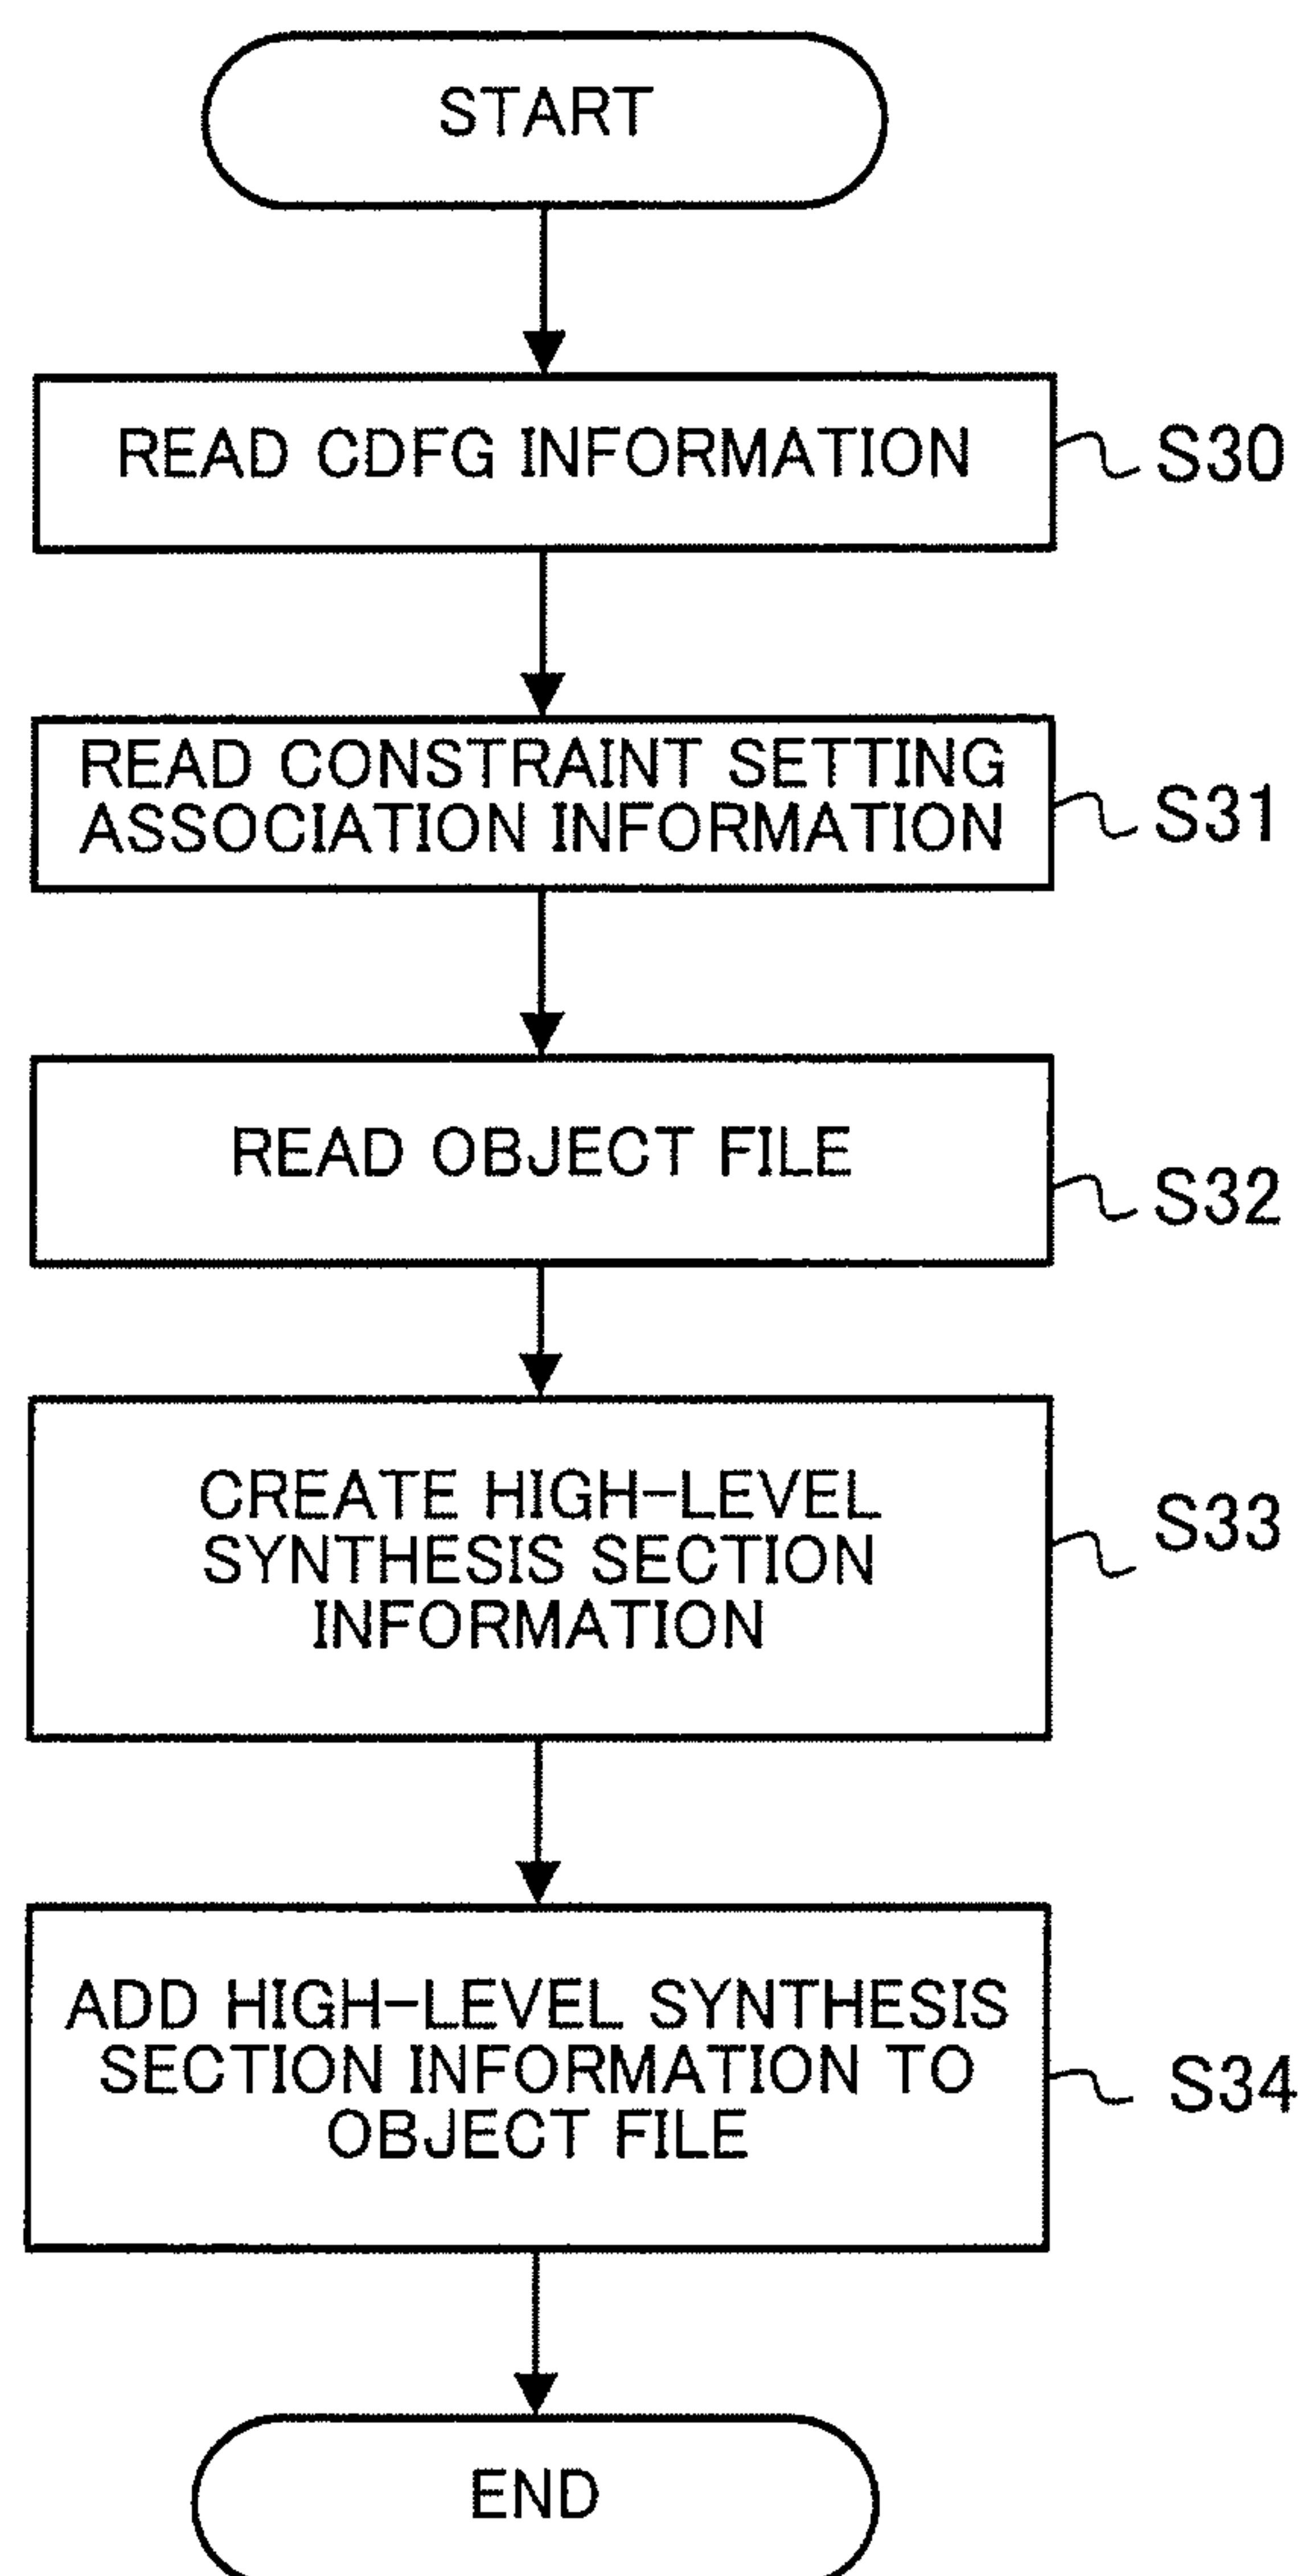 START
READ CDFG INFORMATION
S30
READ CONSTRAINT SETTING
ASSOCIATION INFORMATION
S31
READ OBJECT FILE
S32
CREATE HIGH-LEVEL
SYNTHESIS SECTION
INFORMATION
S33
ADD HIGH-LEVEL SYNTHESIS
SECTION INFORMATION TO
OBJECT FILE
S34
END